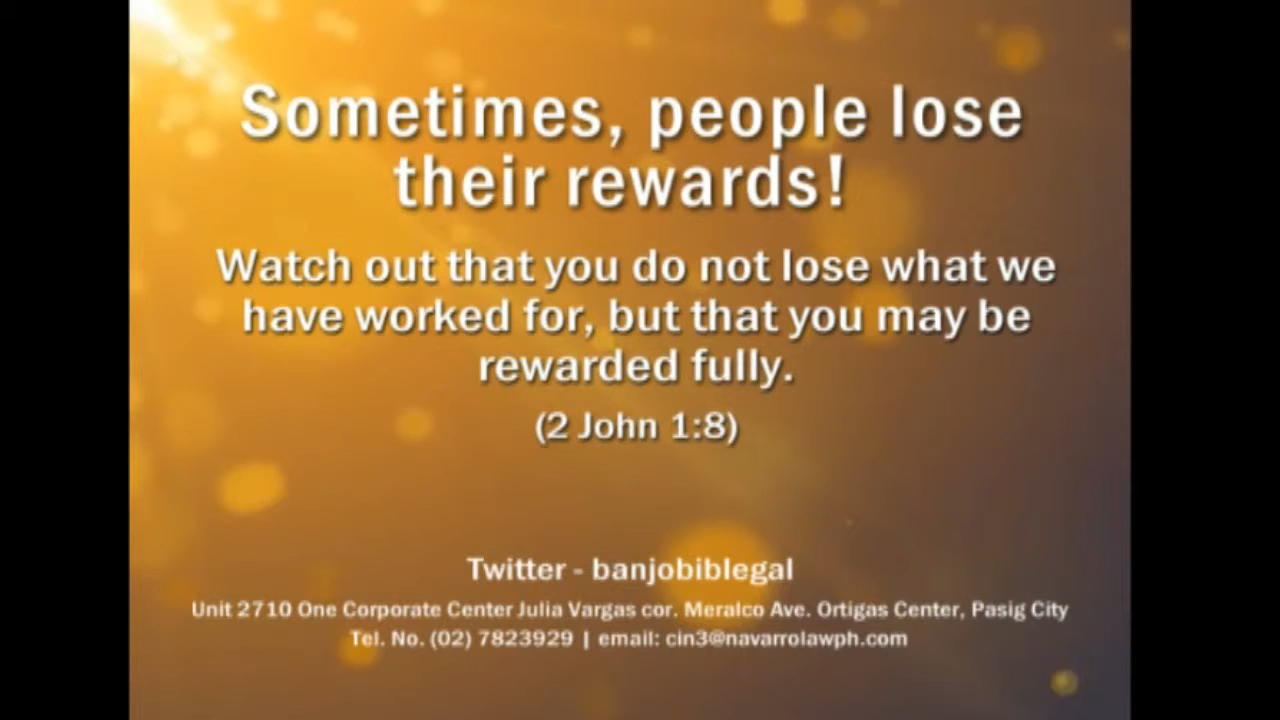 Sometimes, people lose
their rewards!
Watch out that you do not lose what we
have worked for, but that you may be
rewarded fully.
(2 John 1:8)
Twitter - banjobiblegal
Unit 2710 One Corporate Center Julia Vargas cor. Meralco Ave. Ortigas Center, Pasig City
Tel. No. (02) 7823929 | email: cin3@navarrolawph.com